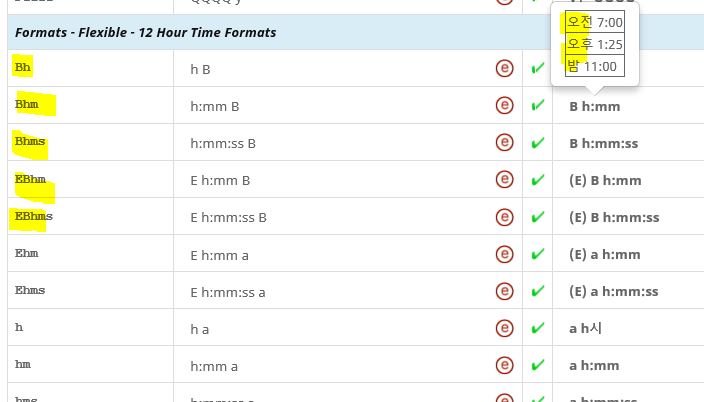 오전 7:00
오후 1:25
밤 11:00
Formats - Flexible - 12 Hour Time Formats
Bh h B ⓔ ✔
Bhm h:mm B ⓔ ✔ B h:mm
Bhms h:mm:ss B ⓔ ✔ B h:mm:ss
EBhm E h:mm B ⓔ ✔ (E) B h:mm
EBhms E h:mm:ss B ⓔ ✔ (E) B h:mm:ss
Ehm E h:mm a ⓔ ✔ (E) a h:mm
Ehms E h:mm:ss a ⓔ ✔ (E) a h:mm:ss
h h a ⓔ ✔ a h시
hm h:mm a ⓔ ✔ a h:mm